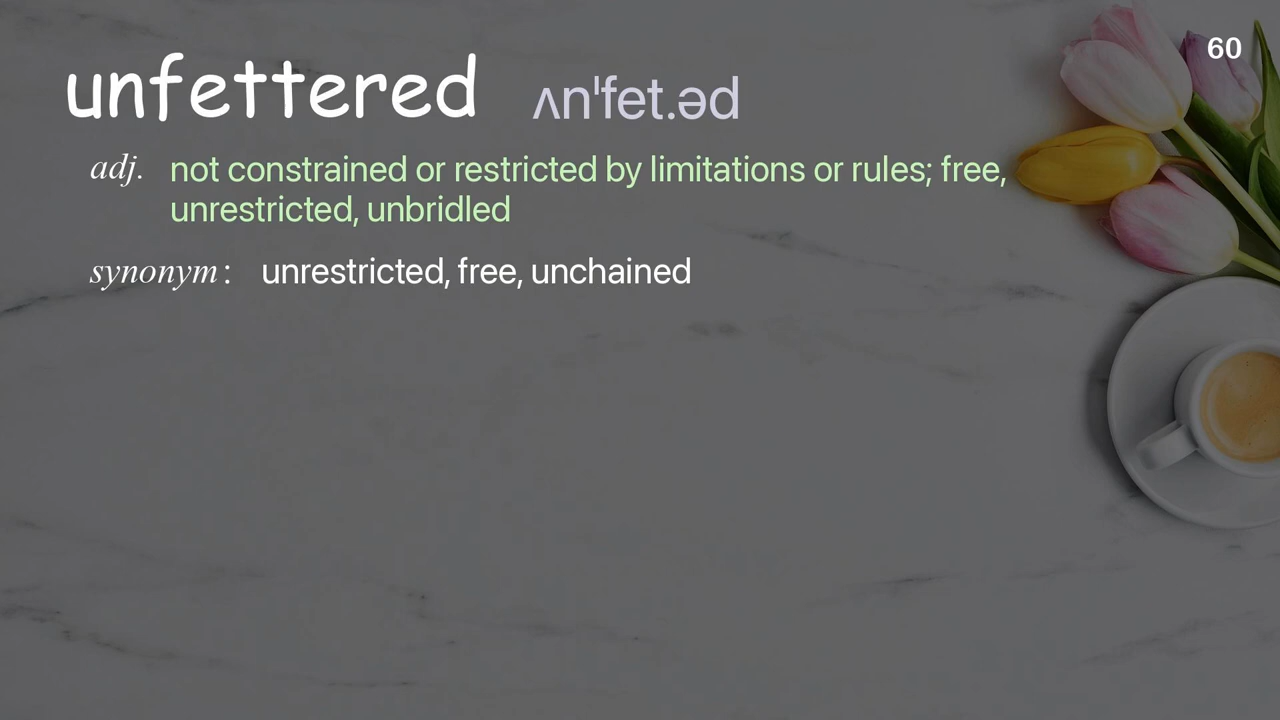 60
unfettered ʌnˈfet.əd
adj. not constrained or restricted by limitations or rules; free,
unrestricted, unbridled
synonym : unrestricted, free, unchained